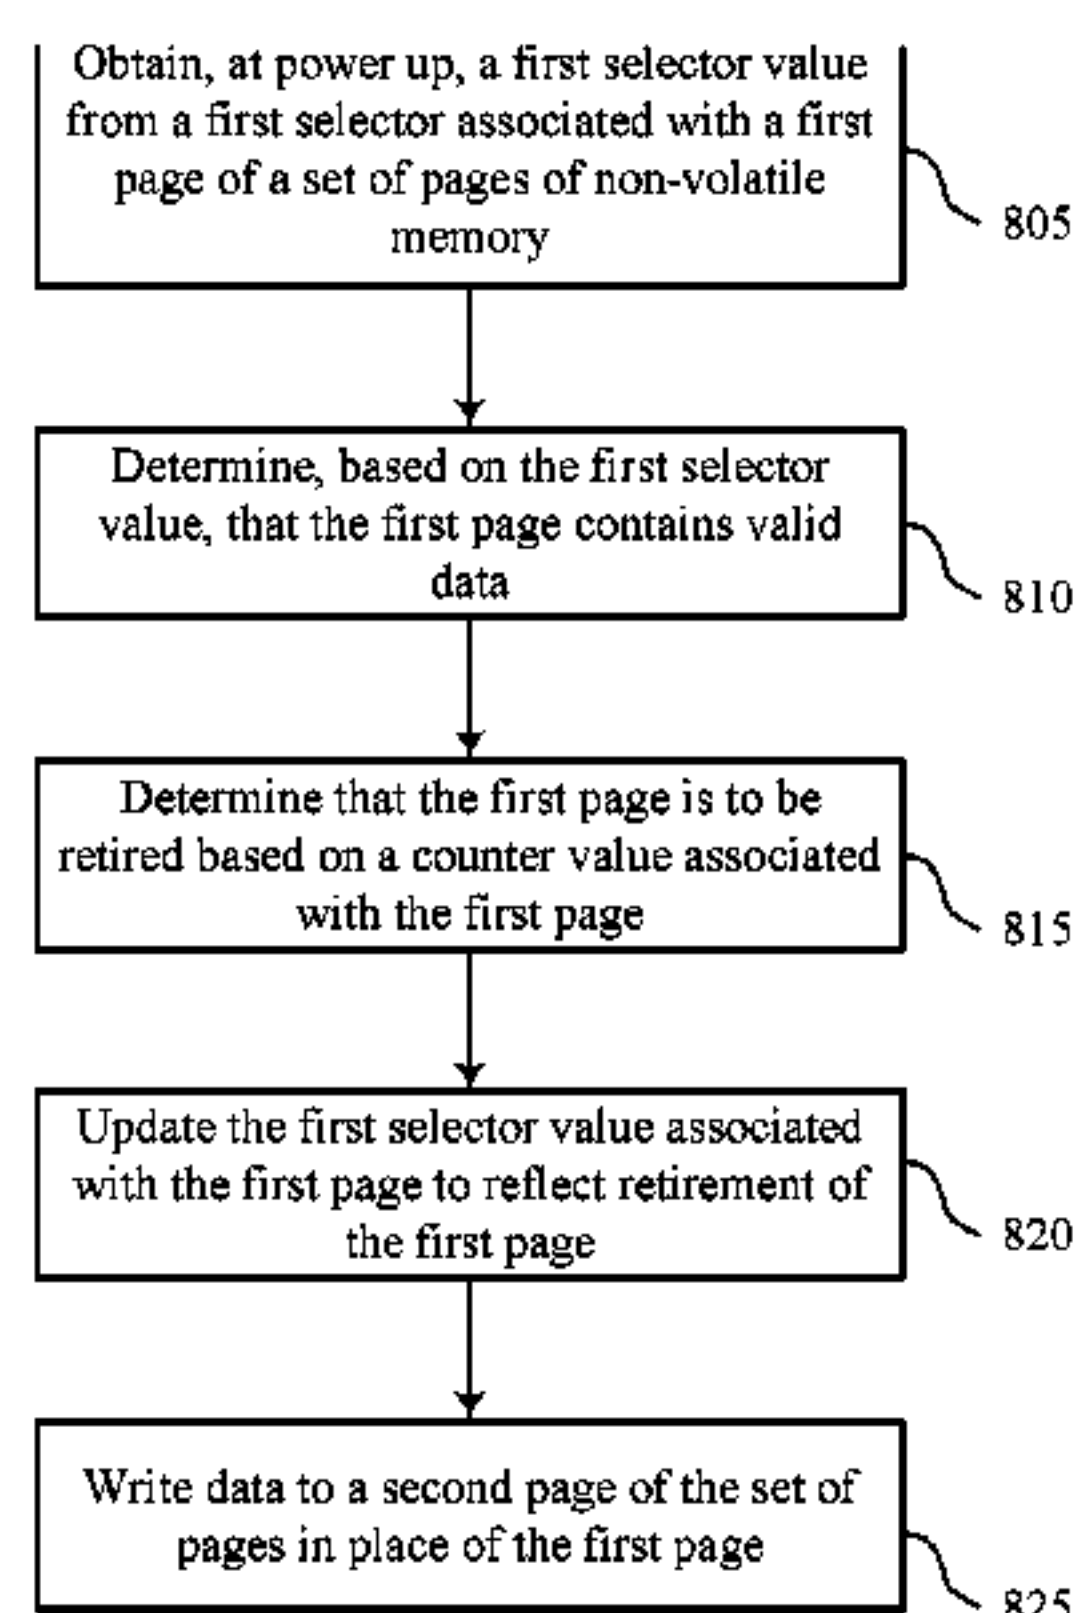 Obtain, at power up, a first selector value
from a first selector associated with a first
page of a set of pages of non-volatile
memory
805
Determine, based on the first selector
value, that the first page contains valid
data
810
Determine that the first page is to be
retired based on a counter value associated
with the first page
815
Update the first selector value associated
with the first page to reflect retirement of
the first page
820
Write data to a second page of the set of
pages in place of the first page
825